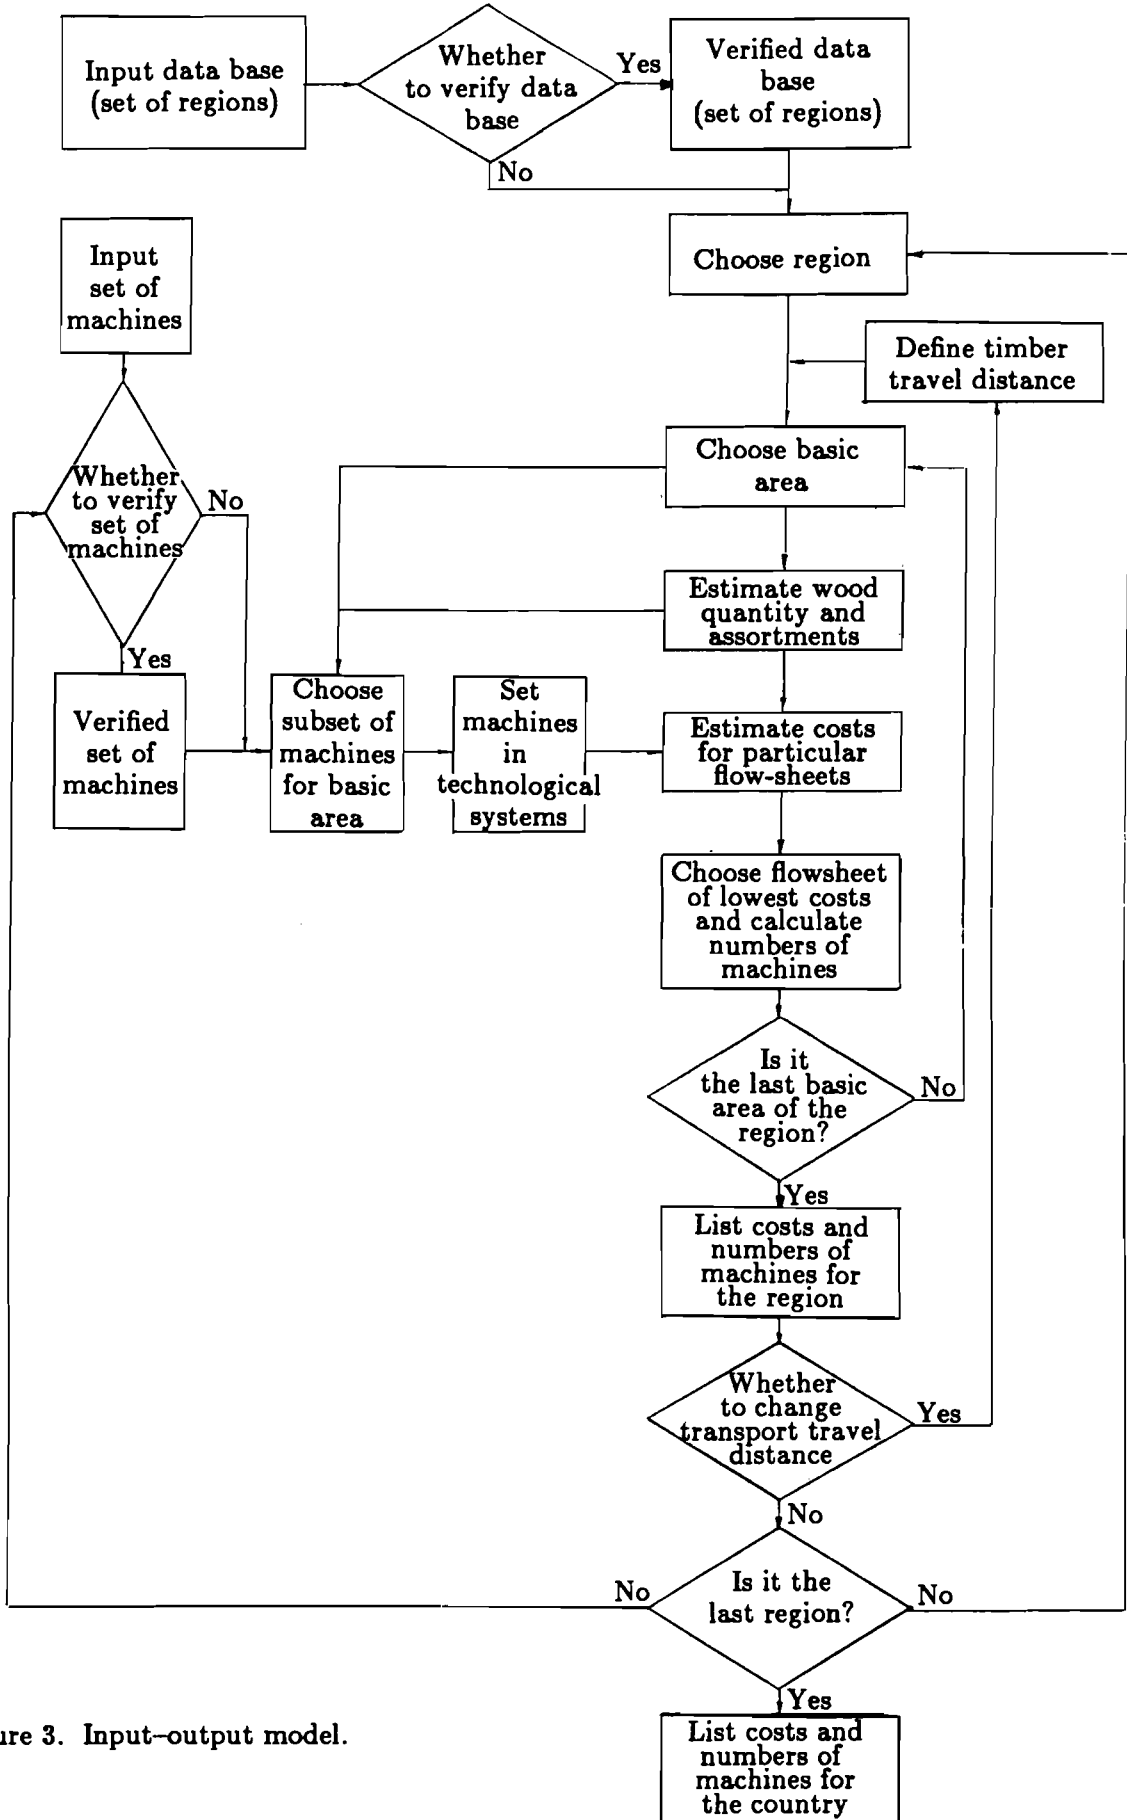 Input data base
(set of regions)
Whether
to verify data
base
Yes
No
Verified data
base
(set of regions)
Input
set of
machines
Choose region
Define timber
travel distance
Whether
to verify
set of
machines
No
Yes
Choose basic
area
Estimate wood
quantity and
assortments
Verified
set of
machines
Choose
subset of
machines
for basic
area
Set
machines
in
technological
systems
Estimate costs
for particular
flow-sheets
Choose flowsheet
of lowest costs
and calculate
numbers of
machines
Is it
the last basic
area of the
region?
No
Yes
List costs and
numbers of
machines for
the region
Whether
to change
transport travel
distance
Yes
No
Is it the
last region?
No
No
Yes
List costs and
numbers of
machines for
the country
ure 3. Input–output model.